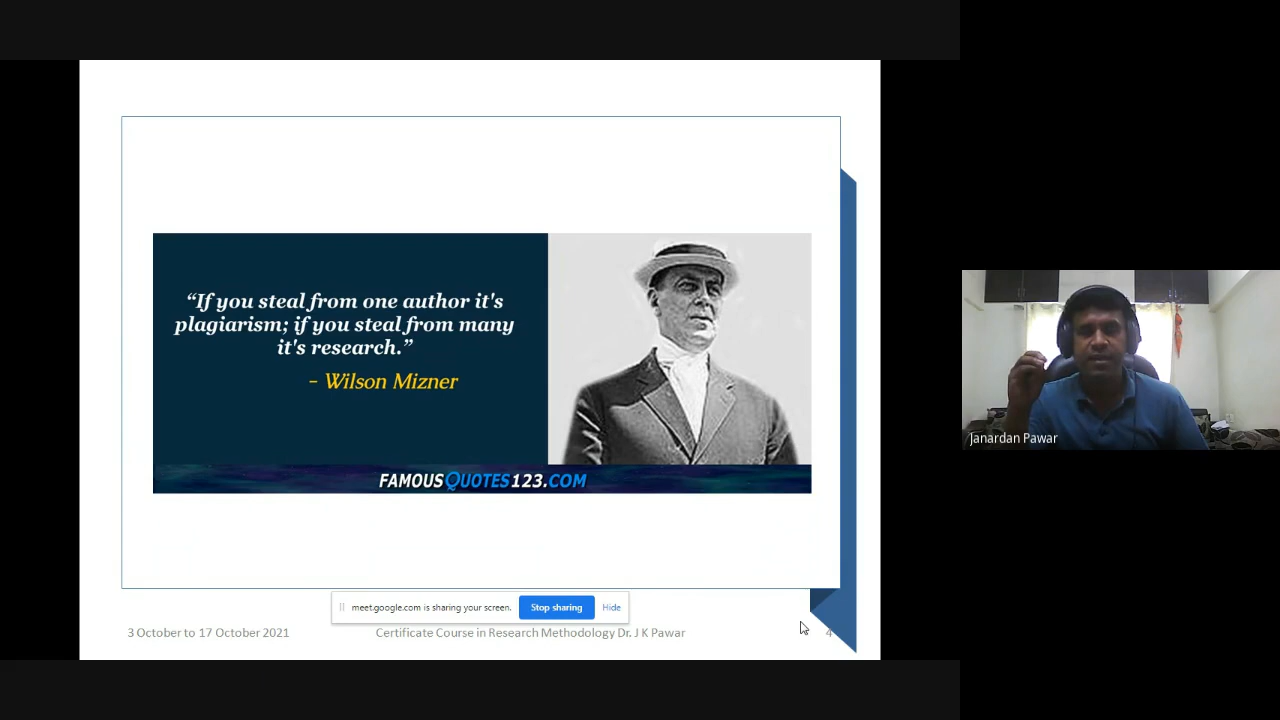 “If you steal from one author it's
plagiarism; if you steal from many
it's research.”
- Wilson Mizner
FAMOUSQUOTES123.COM
meet.google.com is sharing your screen. Stop sharing Hide
3 October to 17 October 2021 Certificate Course in Research Methodology Dr. J K Pawar 4
Janardan Pawar